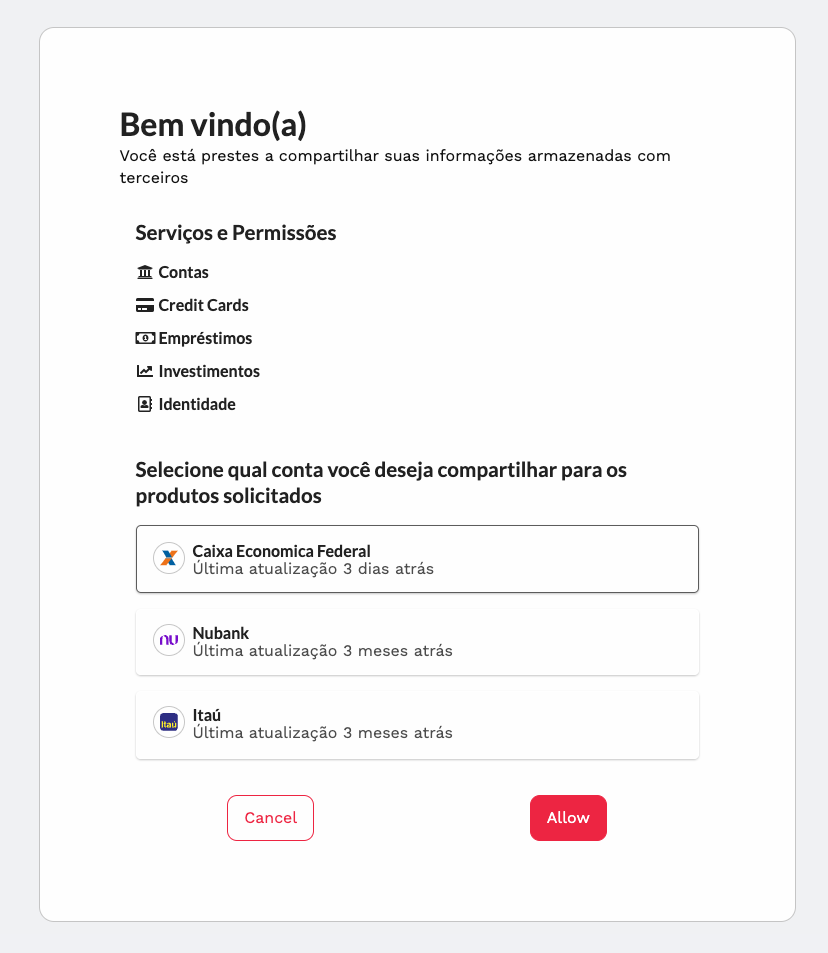 Bem vindo(a)
Você está prestes a compartilhar suas informações armazenadas com
terceiros
Serviços e Permissões
Contas
Credit Cards
Empréstimos
Investimentos
Identidade
Selecione qual conta você deseja compartilhar para os
produtos solicitados
Caixa Economica Federal
Última atualização 3 dias atrás
nu
Nubank
Última atualização 3 meses atrás
Itaú
Itaú
Última atualização 3 meses atrás
Cancel
Allow